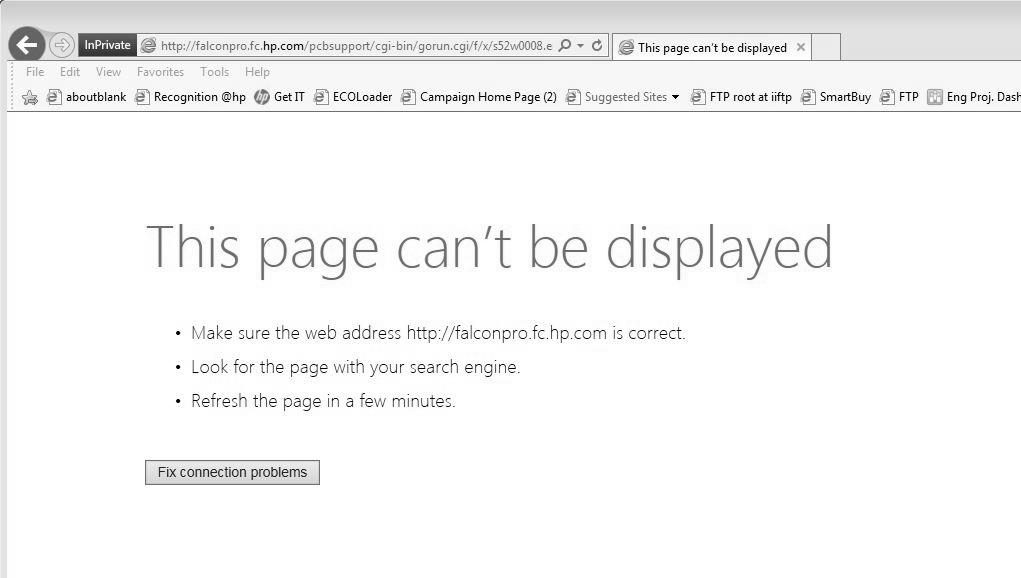 InPrivate http://falconpro.fc.hp.com/pcbsupport/cgi-bin/gorun.cgi/f/x/s52w0008.e This page can't be displayed
File Edit View Favorites Tools Help
aboutblank Recognition @hp hp Get IT ECOLoader Campaign Home Page (2) Suggested Sites FTP root at iiftp SmartBuy FTP Eng Proj. Dash
This page can't be displayed
• Make sure the web address http://falconpro.fc.hp.com is correct.
• Look for the page with your search engine.
• Refresh the page in a few minutes.
Fix connection problems